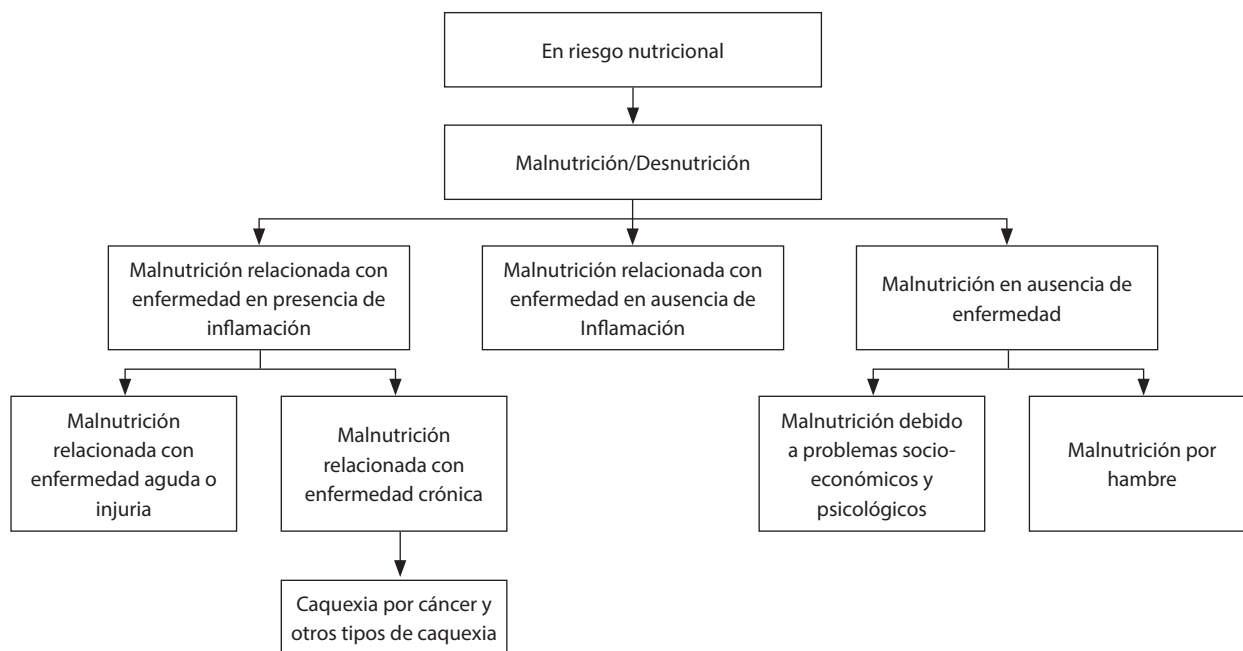 En riesgo nutricional
Malnutrición/Desnutrición
Malnutrición relacionada con
enfermedad en presencia de
inflamación
Malnutrición relacionada con
enfermedad en ausencia de
Inflamación
Malnutrición en ausencia de
enfermedad
Malnutrición
relacionada con
enfermedad aguda o
injuria
Malnutrición
relacionada con
enfermedad crónica
Malnutrición debido
a problemas socio-
económicos y
psicológicos
Malnutrición por
hambre
Caquexia por cáncer y
otros tipos de caquexia